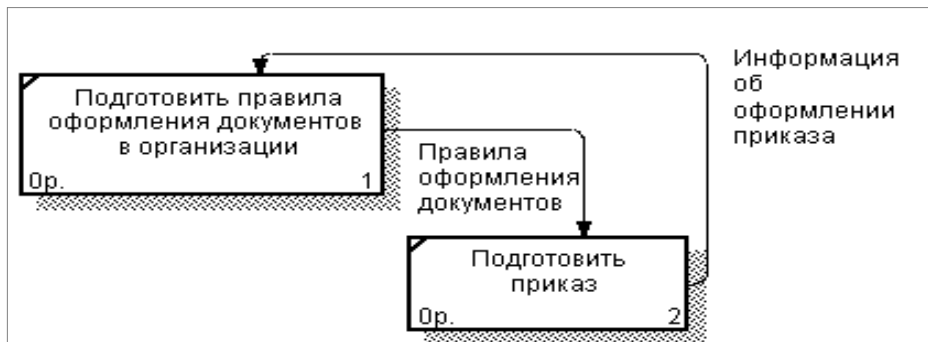 Подготовить правила
оформления документов
в организации
0р.
1
Информация
об
оформлении
приказа
Правила
оформления
документов
Подготовить
приказ
0р.
2